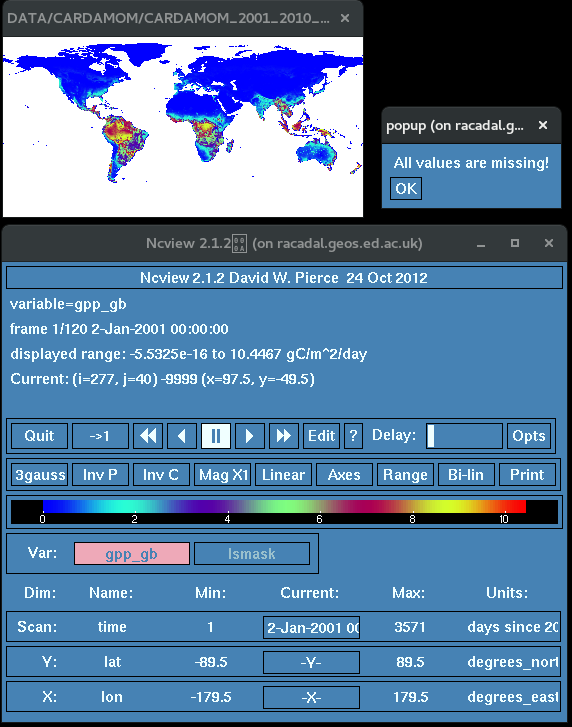 DATA/CARDAMOM/CARDAMOM_2001_2010_...
popup (on racadal.g...
All values are missing!
OK
Ncview 2.1.2 (on racadal.geos.ed.ac.uk)
Ncview 2.1.2 David W. Pierce 24 Oct 2012
variable=gpp_gb
frame 1/120 2-Jan-2001 00:00:00
displayed range: -5.5325e-16 to 10.4467 gC/m^2/day
Current: (i=277, j=40) -9999 (x=97.5, y=-49.5)
Quit ->1 Edit ? Delay: Opts
3gauss Inv P Inv C Mag X1 Linear Axes Range Bi-lin Print
0 2 4 6 8 10
Var: gpp_gb lsmask
Dim: Name: Min: Current: Max: Units:
Scan: time 1 2-Jan-2001 00 3571 days since 20
Y: lat -89.5 -Y- 89.5 degrees_nort
X: lon -179.5 -X- 179.5 degrees_east